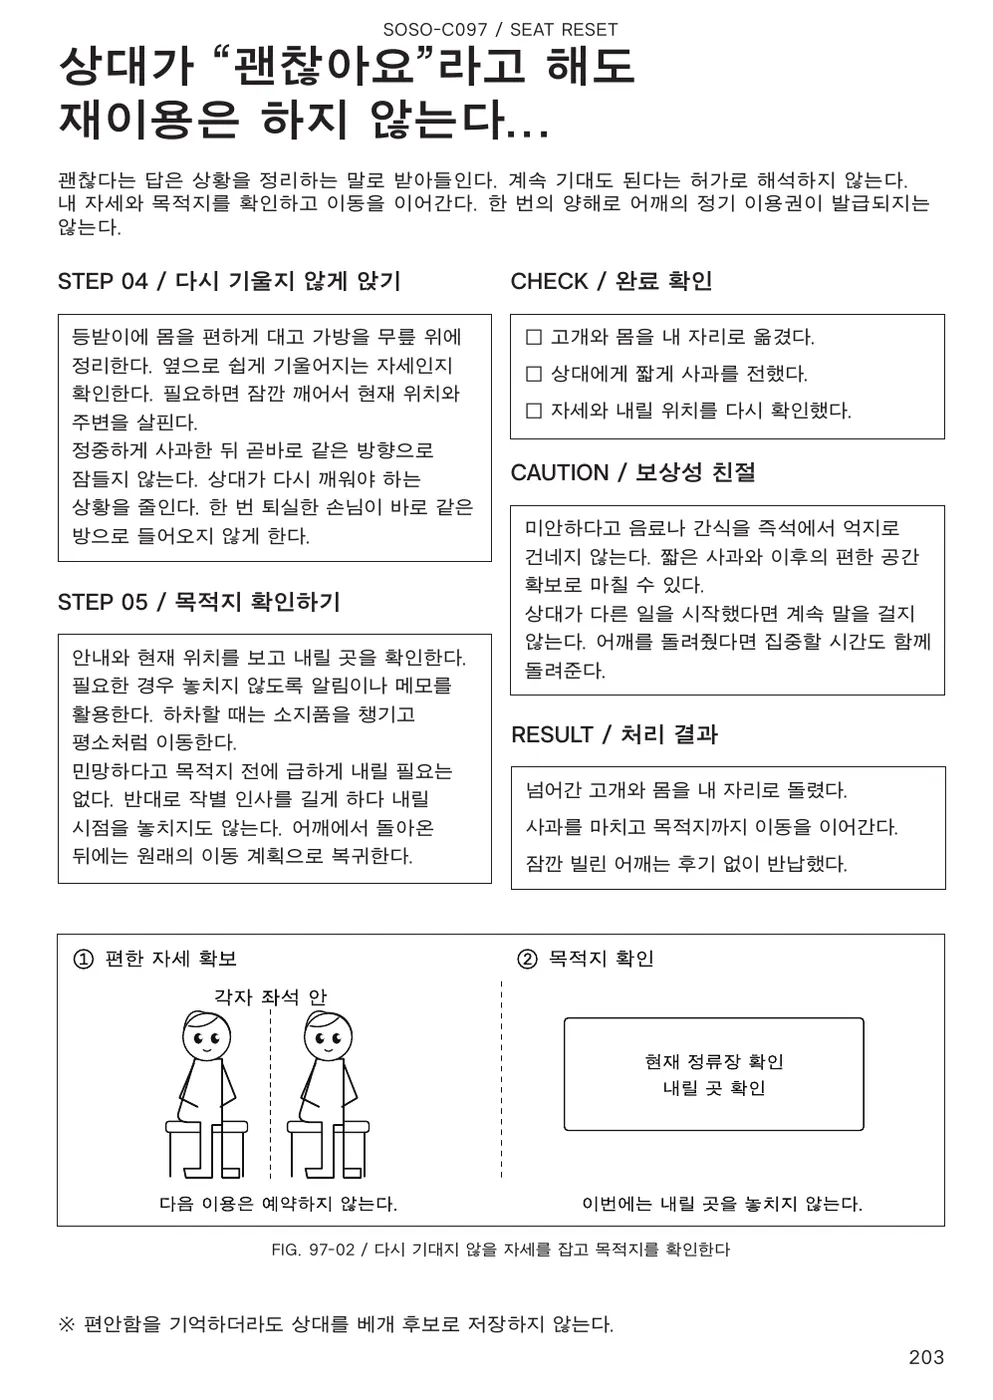 SOSO-C097 / SEAT RESET
상대가 “괜찮아요”라고 해도
재이용은 하지 않는다...
괜찮다는 답은 상황을 정리하는 말로 받아들인다. 계속 기대도 된다는 허가로 해석하지 않는다.
내 자세와 목적지를 확인하고 이동을 이어간다. 한 번의 양해로 어깨의 정기 이용권이 발급되지는
않는다.
STEP 04 / 다시 기울지 않게 앉기
등받이에 몸을 편하게 대고 가방을 무릎 위에
정리한다. 옆으로 쉽게 기울어지는 자세인지
확인한다. 필요하면 잠깐 깨어서 현재 위치와
주변을 살핀다.
정중하게 사과한 뒤 곧바로 같은 방향으로
잠들지 않는다. 상대가 다시 깨워야 하는
상황을 줄인다. 한 번 퇴실한 손님이 바로 같은
방으로 들어오지 않게 한다.
STEP 05 / 목적지 확인하기
안내와 현재 위치를 보고 내릴 곳을 확인한다.
필요한 경우 놓치지 않도록 알림이나 메모를
활용한다. 하차할 때는 소지품을 챙기고
평소처럼 이동한다.
민망하다고 목적지 전에 급하게 내릴 필요는
없다. 반대로 작별 인사를 길게 하다 내릴
시점을 놓치지도 않는다. 어깨에서 돌아온
뒤에는 원래의 이동 계획으로 복귀한다.
CHECK / 완료 확인
□ 고개와 몸을 내 자리로 옮겼다.
□ 상대에게 짧게 사과를 전했다.
□ 자세와 내릴 위치를 다시 확인했다.
CAUTION / 보상성 친절
미안하다고 음료나 간식을 즉석에서 억지로
건네지 않는다. 짧은 사과와 이후의 편한 공간
확보로 마칠 수 있다.
상대가 다른 일을 시작했다면 계속 말을 걸지
않는다. 어깨를 돌려줬다면 집중할 시간도 함께
돌려준다.
RESULT / 처리 결과
넘어간 고개와 몸을 내 자리로 돌렸다.
사과를 마치고 목적지까지 이동을 이어간다.
잠깐 빌린 어깨는 후기 없이 반납했다.
① 편한 자세 확보
각자 좌석 안
다음 이용은 예약하지 않는다.
② 목적지 확인
현재 정류장 확인
내릴 곳 확인
이번에는 내릴 곳을 놓치지 않는다.
FIG. 97-02 / 다시 기대지 않을 자세를 잡고 목적지를 확인한다
※ 편안함을 기억하더라도 상대를 베개 후보로 저장하지 않는다.
203